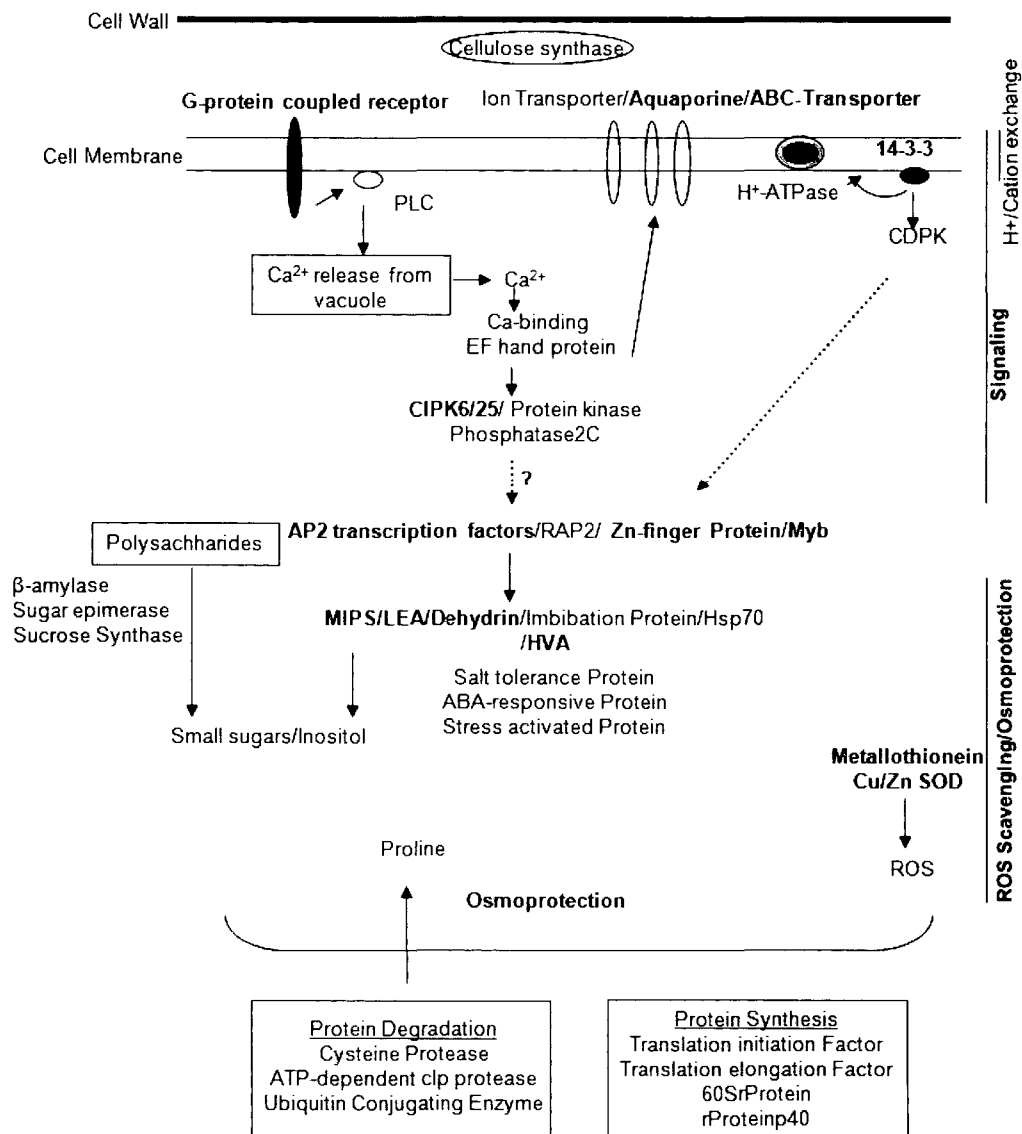 Cell Wall
Cellulose synthase
G-protein coupled receptor
Ion Transporter/Aquaporine/ABC-Transporter
Cell Membrane
14-3-3
PLC
H⁺-ATPase
CDPK
H+/Cation exchange
Ca²⁺ release from
vacuole
Ca²⁺
Ca-binding
EF hand protein
CIPK6/25/ Protein kinase
Phosphatase2C
?
Signaling
AP2 transcription factors/RAP2/ Zn-finger Protein/Myb
Polysachharides
β-amylase
Sugar epimerase
Sucrose Synthase
MIPS/LEA/Dehydrin/Imbibation Protein/Hsp70
/HVA
Salt tolerance Protein
ABA-responsive Protein
Stress activated Protein
Small sugars/Inositol
Metallothionein
Cu/Zn SOD
ROS
ROS Scavenging/Osmoprotection
Proline
Osmoprotection
Protein Degradation
Cysteine Protease
ATP-dependent clp protease
Ubiquitin Conjugating Enzyme
Protein Synthesis
Translation initiation Factor
Translation elongation Factor
60SrProtein
rProteinp40